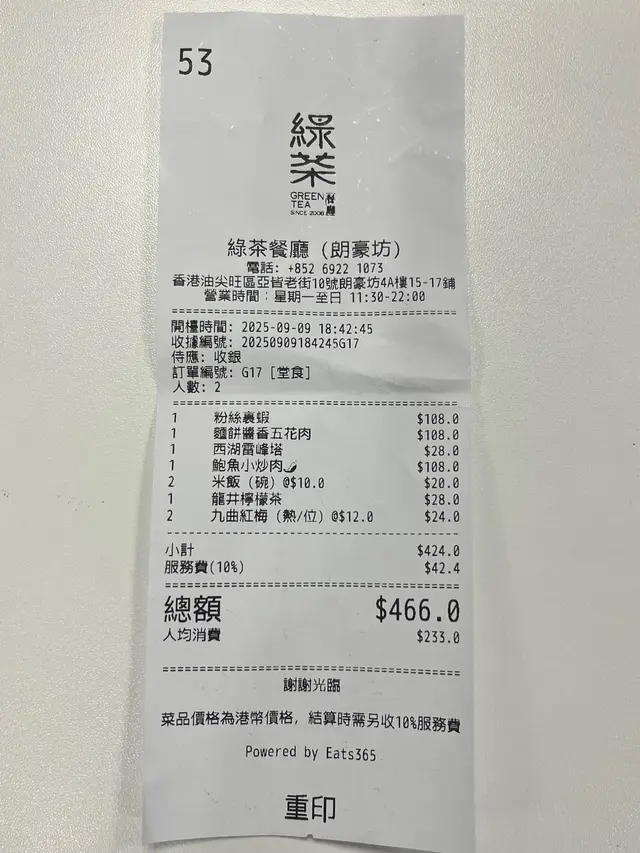 53
綠
茶
GREEN
TEA
餐廳
SINCE 2008
綠茶餐廳 (朗豪坊)
電話: +852 6922 1073
香港油尖旺區亞皆老街10號朗豪坊4A樓15-17鋪
營業時間：星期一至日 11:30-22:00
開檯時間: 2025-09-09 18:42:45
收據編號: 20250909184245G17
侍應: 收銀
訂單編號: G17 [堂食]
人數: 2
1 粉絲裹蝦 $108.0
1 麵餅醬香五花肉 $108.0
1 西湖雷峰塔 $28.0
1 鮑魚小炒肉🌶 $108.0
2 米飯 (碗) @$10.0 $20.0
1 龍井檸檬茶 $28.0
2 九曲紅梅 (熱/位) @$12.0 $24.0
小計 $424.0
服務費(10%) $42.4
總額 $466.0
人均消費 $233.0
謝謝光臨
菜品價格為港幣價格, 結算時需另收10%服務費
Powered by Eats365
重印